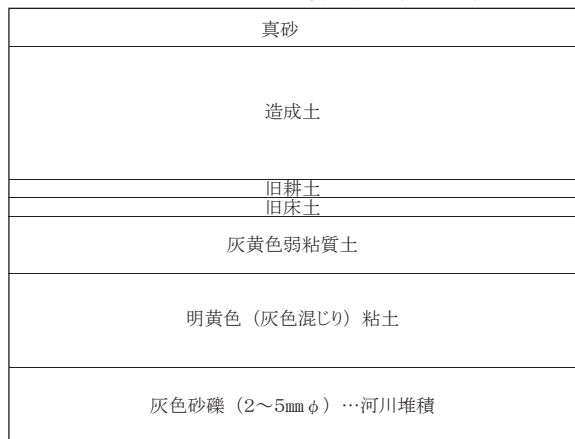 真砂
造成土
旧耕土
旧床土
灰黄色弱粘質土
明黄色（灰色混じり）粘土
灰色砂礫（2～5㎜φ）…河川堆積